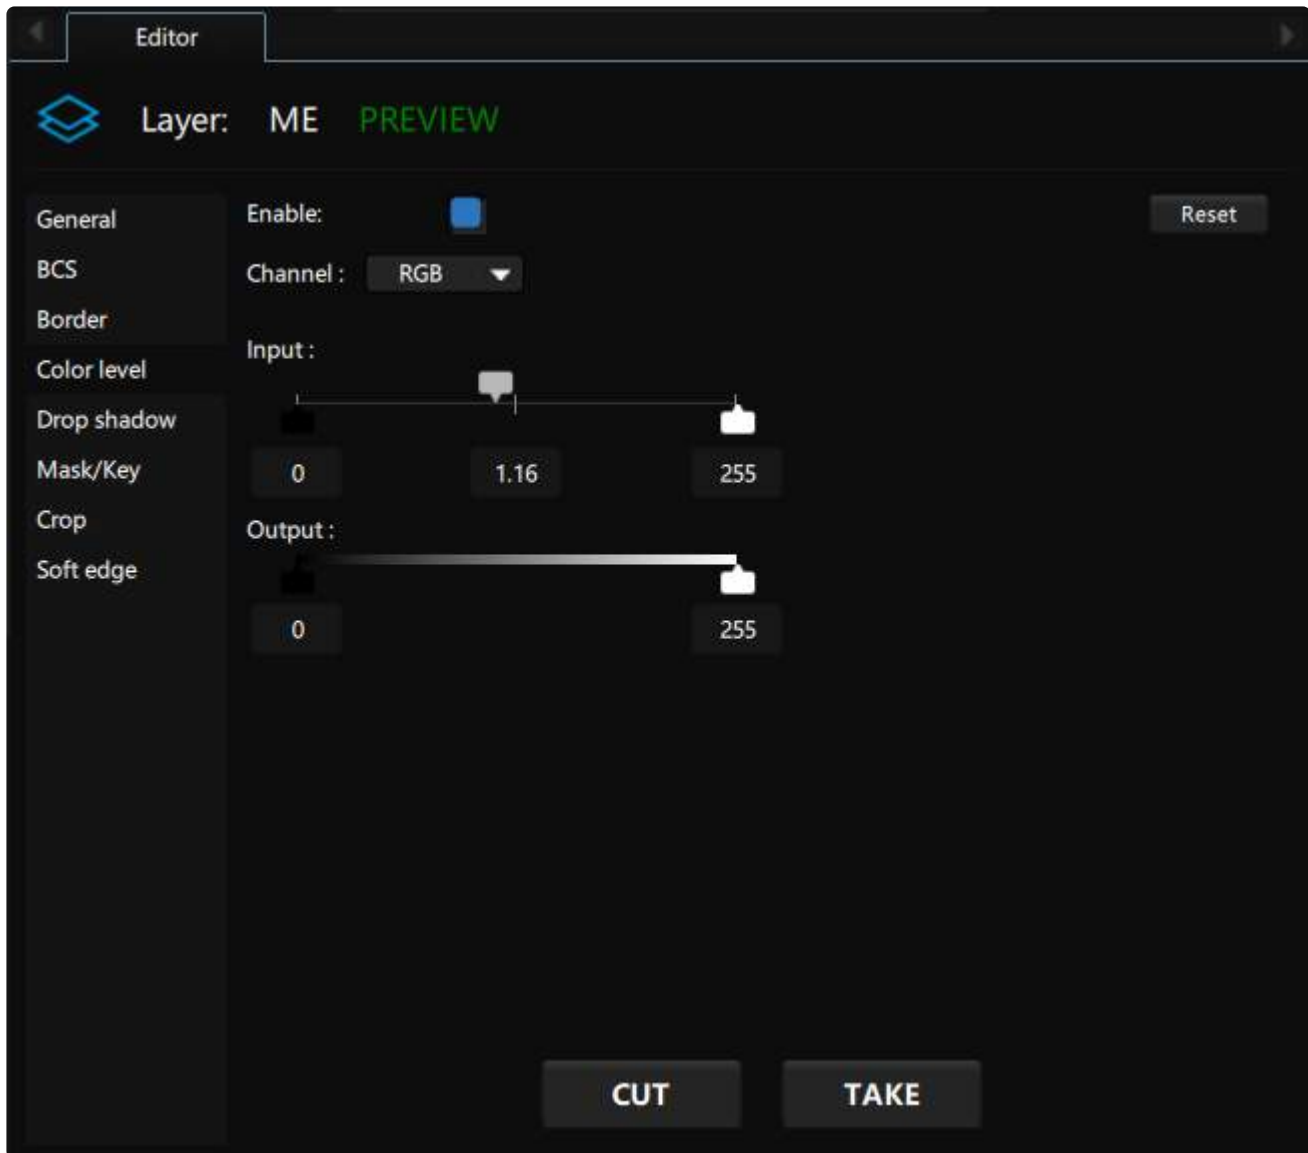 Editor
Layer: ME PREVIEW
General
BCS
Border
Color level
Drop shadow
Mask/Key
Crop
Soft edge
Enable:
Reset
Channel : RGB
Input :
0 1.16 255
Output :
0 255
CUT TAKE